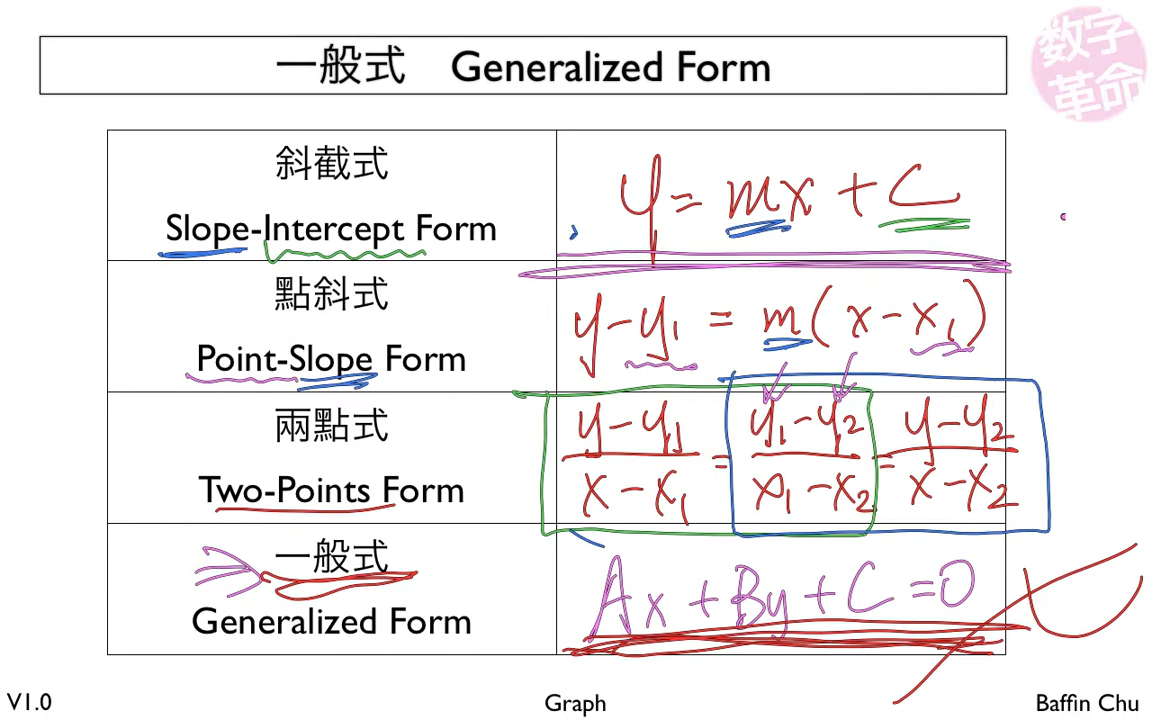 一般式 Generalized Form
数字
革命
斜截式
Slope-Intercept Form
y = mx + C
點斜式
Point-Slope Form
y - y₁ = m(x - x₁)
兩點式
Two-Points Form
(y - y₁)/(x - x₁) = (y₁ - y₂)/(x₁ - x₂) = (y - y₂)/(x - x₂)
一般式
Generalized Form
Ax + By + C = 0
V1.0 Graph Baffin Chu